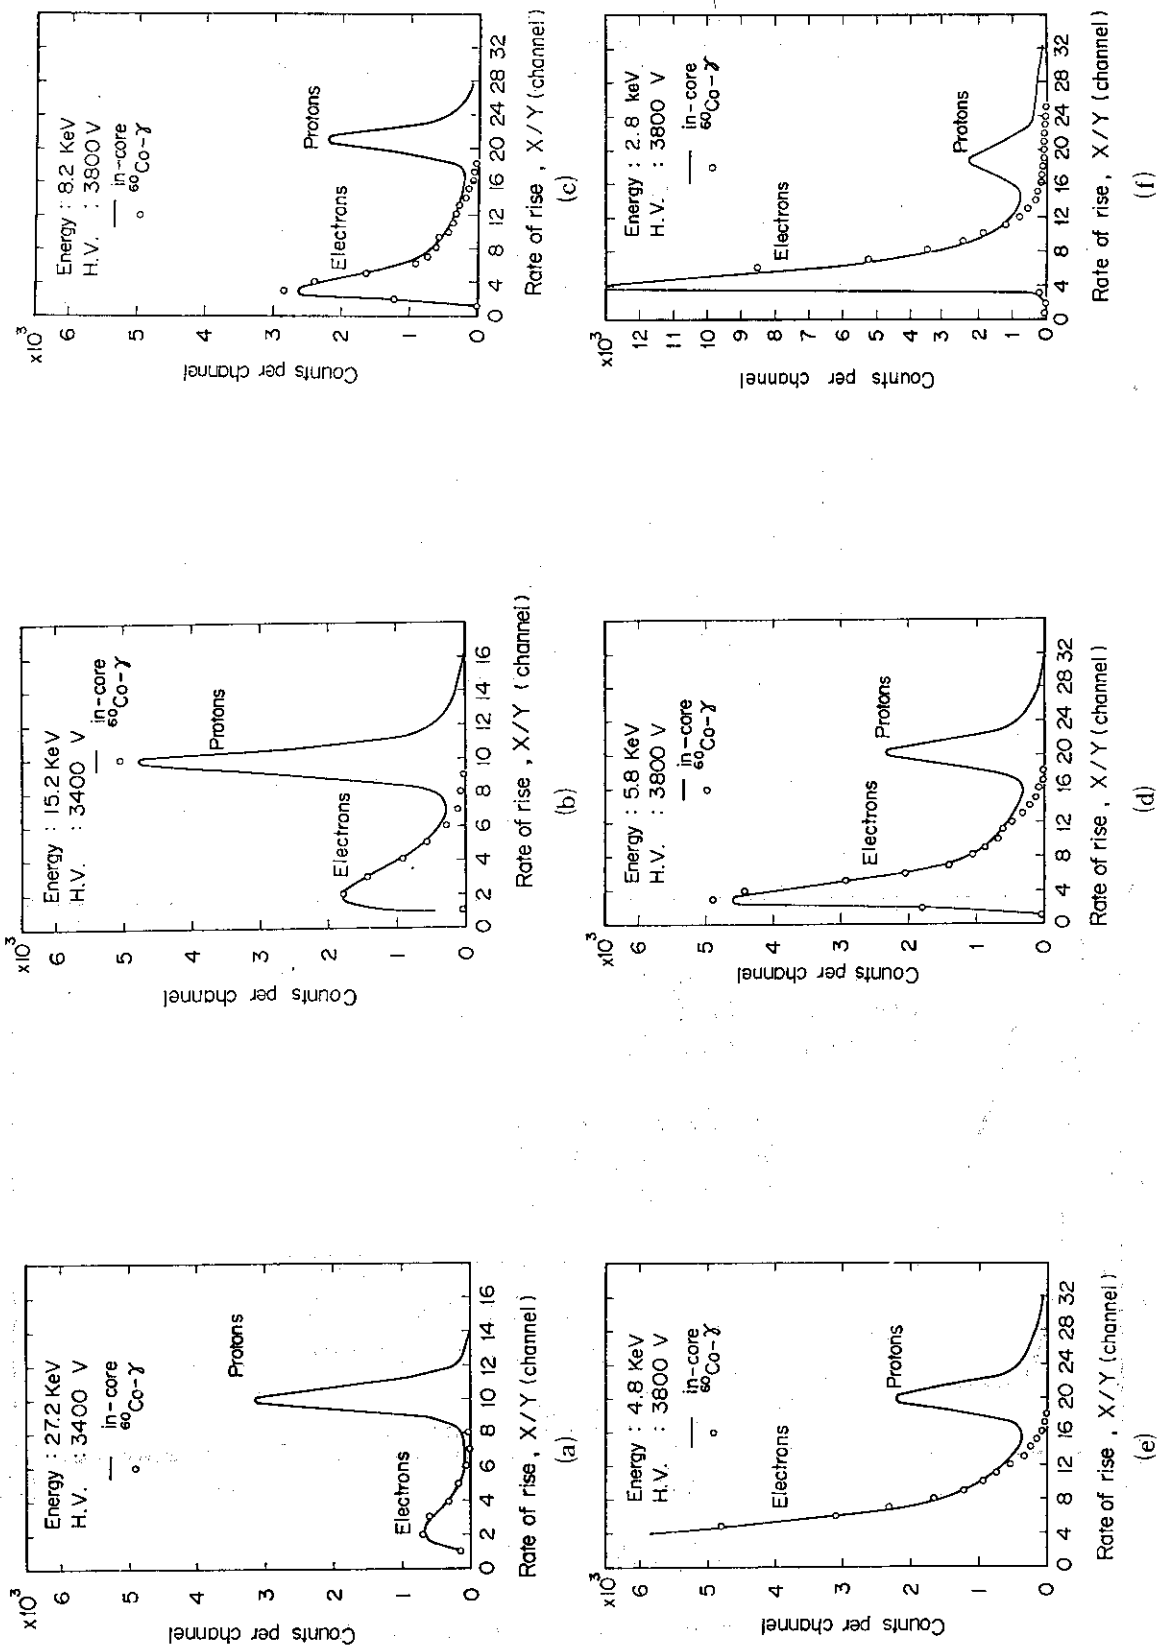 ×10³
6
5
4
3
2
1
0
Counts per channel
Energy : 27.2 KeV
H.V. : 3400 V
in-core
⁶⁰Co-γ
Electrons
Protons
0 2 4 6 8 10 12 14 16
Rate of rise , X/Y (channel)
(a)
×10³
6
5
4
3
2
1
0
Counts per channel
Energy : 15.2 KeV
H.V. : 3400 V
in-core
⁶⁰Co-γ
Electrons
Protons
0 2 4 6 8 10 12 14 16
Rate of rise , X/Y (channel)
(b)
×10³
6
5
4
3
2
1
0
Counts per channel
Energy : 8.2 KeV
H.V. : 3800 V
in-core
⁶⁰Co-γ
Electrons
Protons
0 4 8 12 16 20 24 28 32
Rate of rise , X/Y (channel)
(c)
×10³
6
5
4
3
2
1
0
Counts per channel
Energy : 4.8 KeV
H.V. : 3800 V
in-core
⁶⁰Co-γ
Electrons
Protons
0 4 8 12 16 20 24 28 32
Rate of rise , X/Y (channel)
(e)
×10³
6
5
4
3
2
1
0
Counts per channel
Energy : 5.8 KeV
H.V. : 3800 V
in-core
⁶⁰Co-γ
Electrons
Protons
0 4 8 12 16 20 24 28 32
Rate of rise , X/Y (channel)
(d)
×10³
12
11
10
9
8
7
6
5
4
3
2
1
0
Counts per channel
Energy : 2.8 keV
H.V. : 3800 V
in-core
⁶⁰Co-γ
Electrons
Protons
0 4 8 12 16 20 24 28 32
Rate of rise , X/Y (channel)
(f)